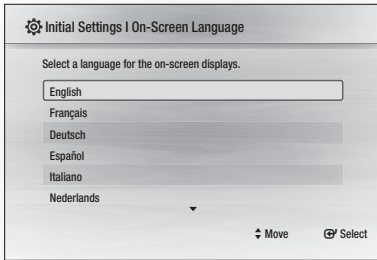 Initial Settings I On-Screen Language
Select a language for the on-screen displays.
English
Français
Deutsch
Español
Italiano
Nederlands
Move Select